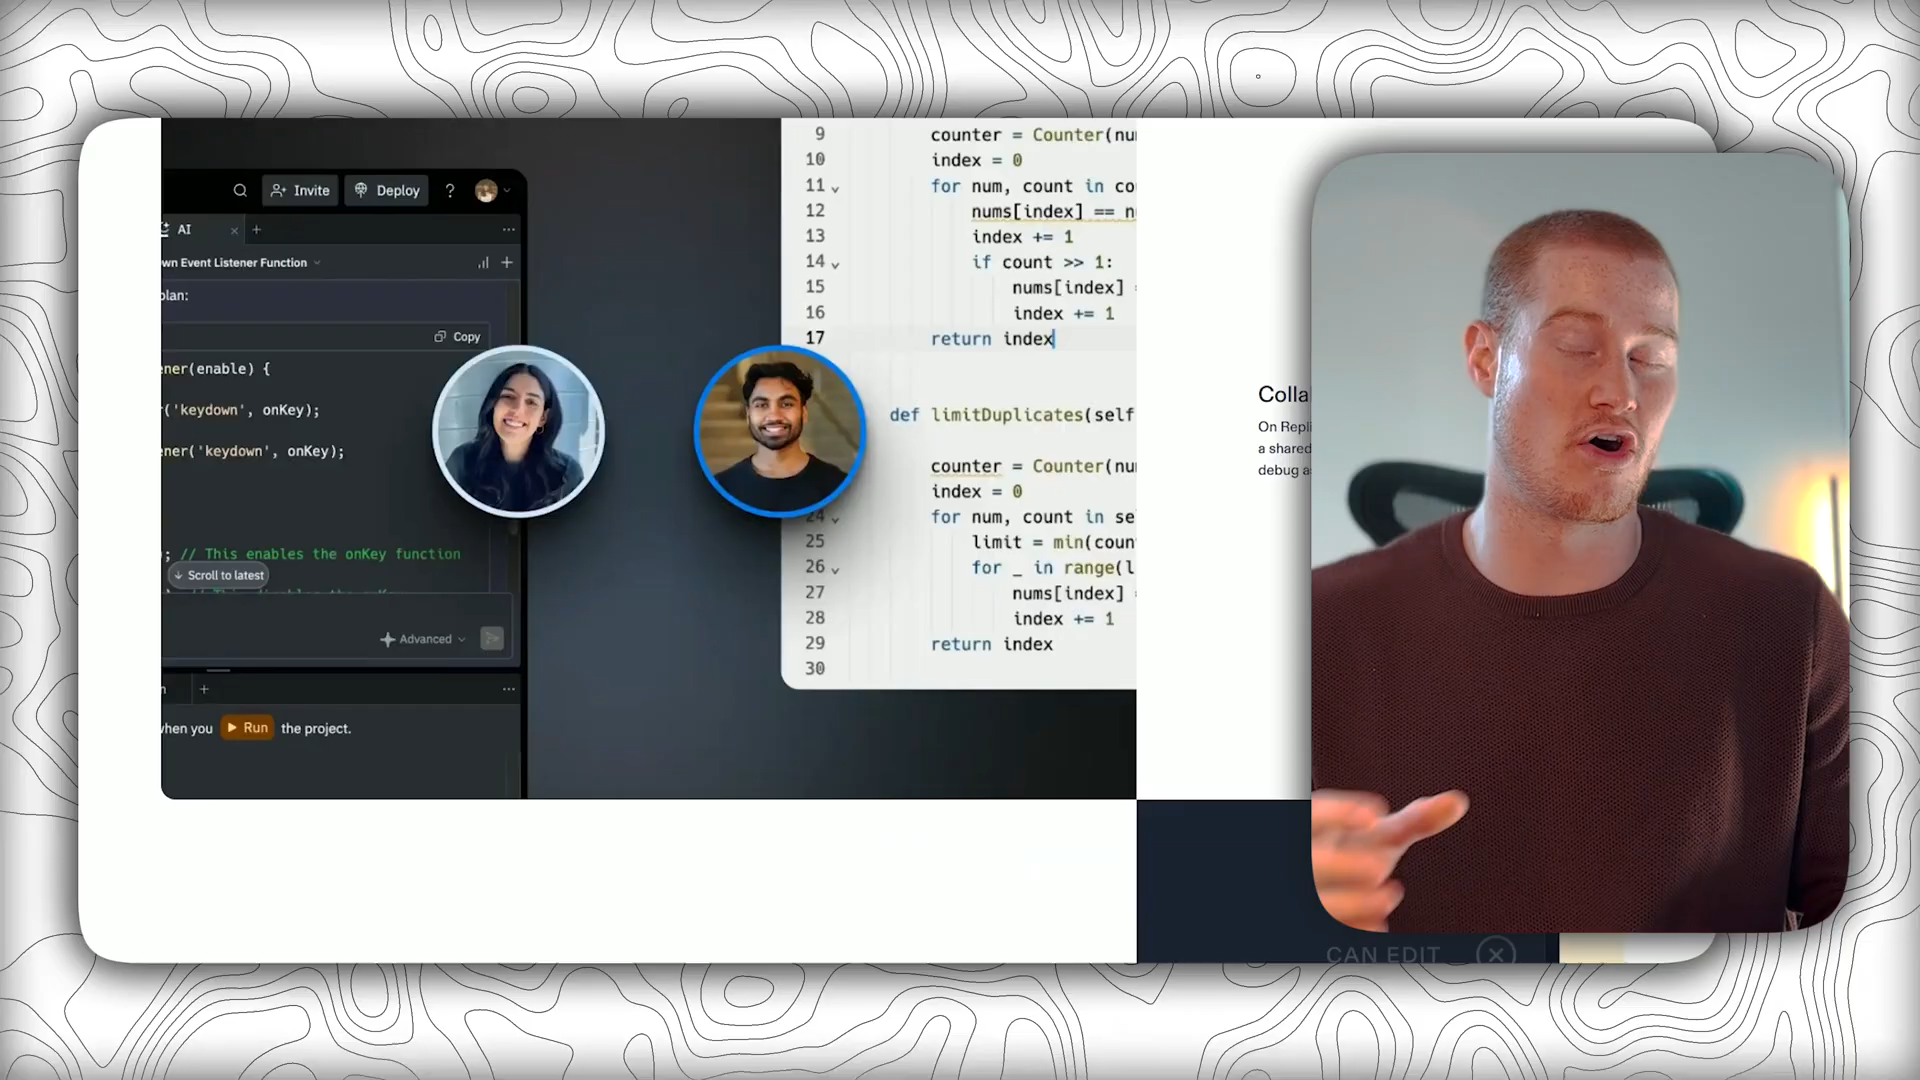 Invite
Deploy
?
AI
Event Listener Function
plan:
Copy
(enable) {
('keydown', onKey);
('keydown', onKey);
; // This enables the onKey function
Scroll to latest
Advanced
when you Run the project.
9 counter = Counter(nu
10 index = 0
11 for num, count in co
12 nums[index] == n
13 index += 1
14 if count >> 1:
15 nums[index]
16 index += 1
17 return index
def limitDuplicates(self
counter = Counter(nu
index = 0
24 for num, count in se
25 limit = min(coun
26 for _ in range(l
27 nums[index]
28 index += 1
29 return index
30
Colla
On Repli
a shared
debug a
CAN EDIT